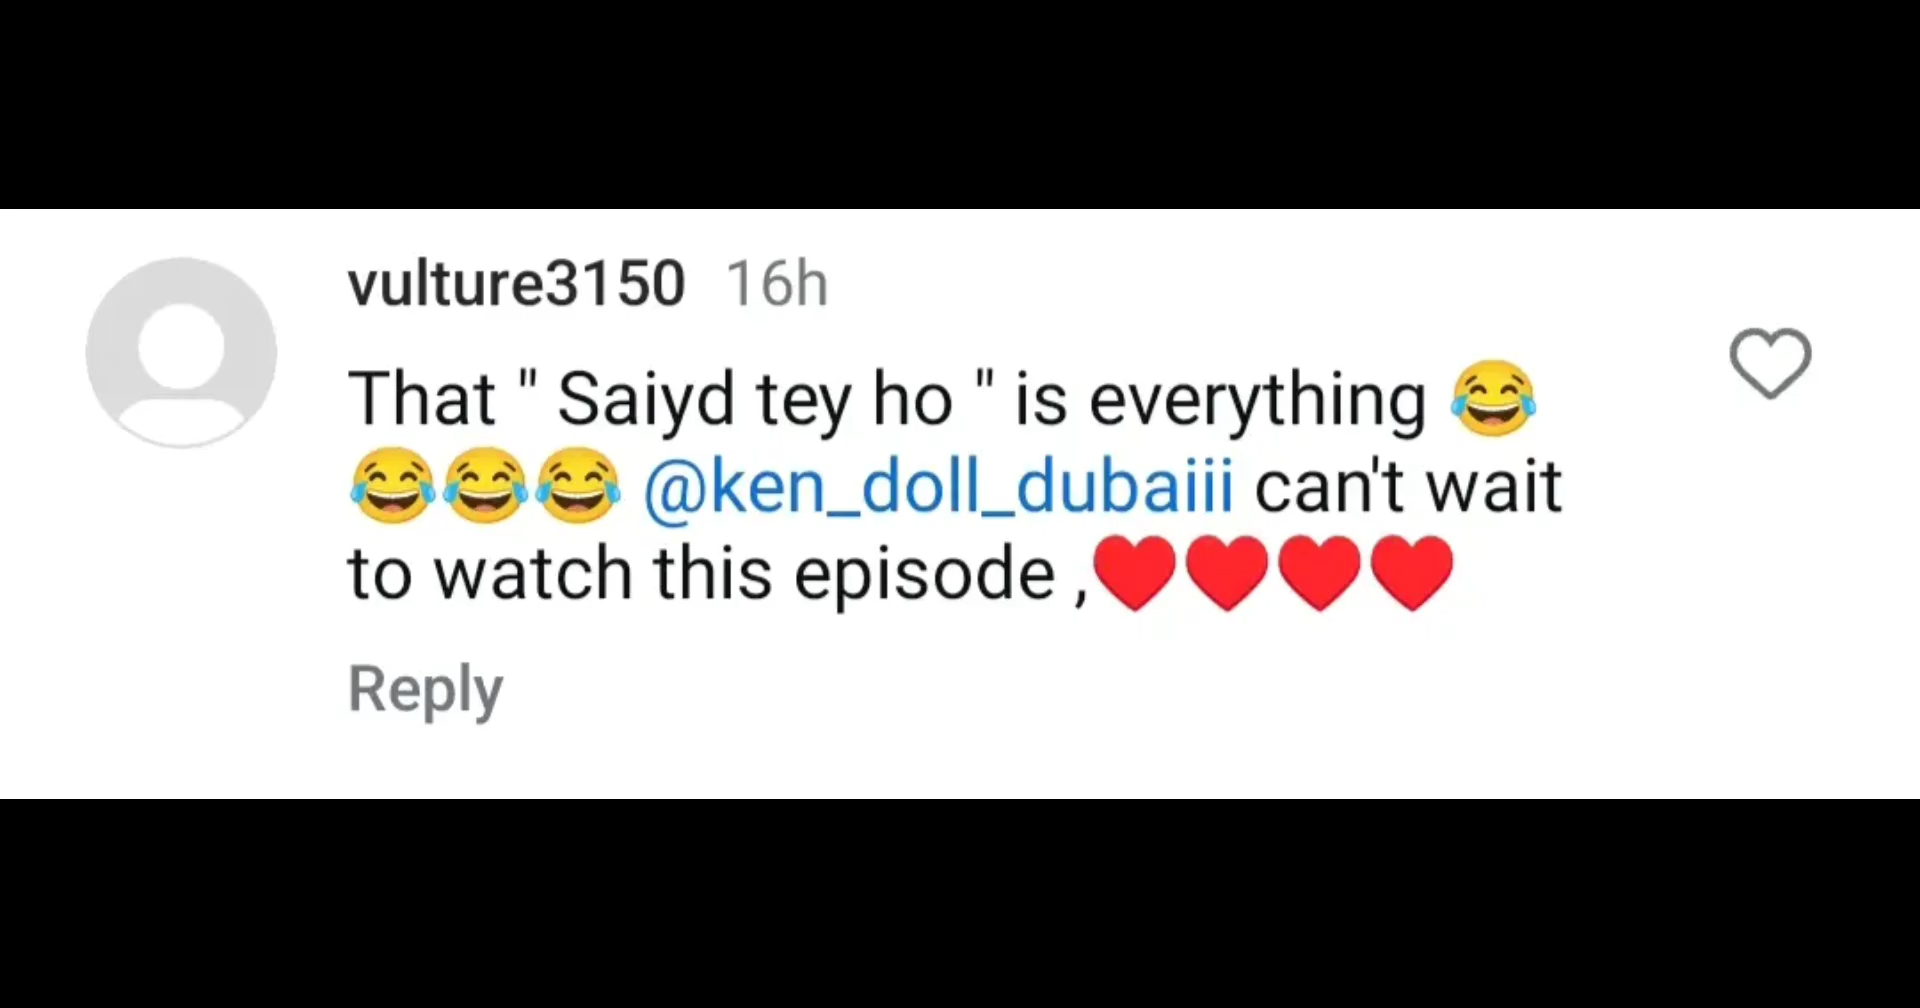 vulture3150 16h
That " Saiyd tey ho " is everything 😂
😂😂😂 @ken_doll_dubaiii can't wait
to watch this episode ,❤️❤️❤️❤️
Reply